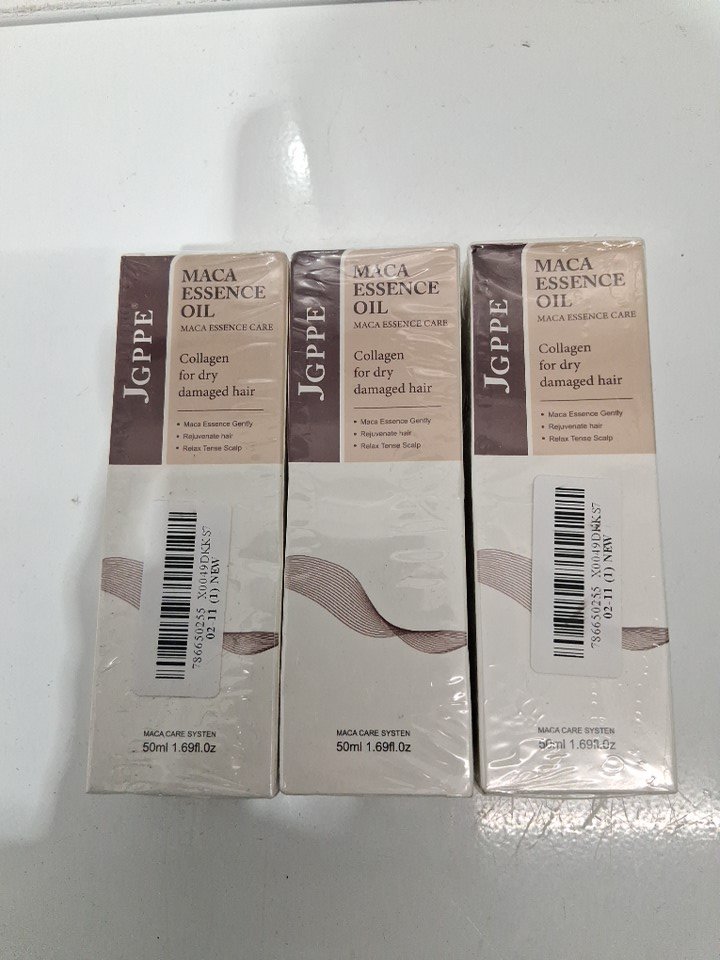 JGPPE®
MACA
ESSENCE
OIL
MACA ESSENCE CARE
Collagen
for dry
damaged hair
• Maca Essence Gently
• Rejuvenate hair
• Relax Tense Scalp
786650255 X0049DKKS7
02-11 (1) NEW
MACA CARE SYSTEN
50ml 1.69fl.0z
JGPPE
MACA
ESSENCE
OIL
MACA ESSENCE CARE
Collagen
for dry
damaged hair
• Maca Essence Gently
• Rejuvenate hair
• Relax Tense Scalp
MACA CARE SYSTEN
50ml 1.69fl.0z
JGPPE
MACA
ESSENCE
OIL
MACA ESSENCE CARE
Collagen
for dry
damaged hair
• Maca Essence Gently
• Rejuvenate hair
• Relax Tense Scalp
786650255 X0049DKKS7
02-11 (1) NEW
MACA CARE SYSTEN
50ml 1.69fl.0z